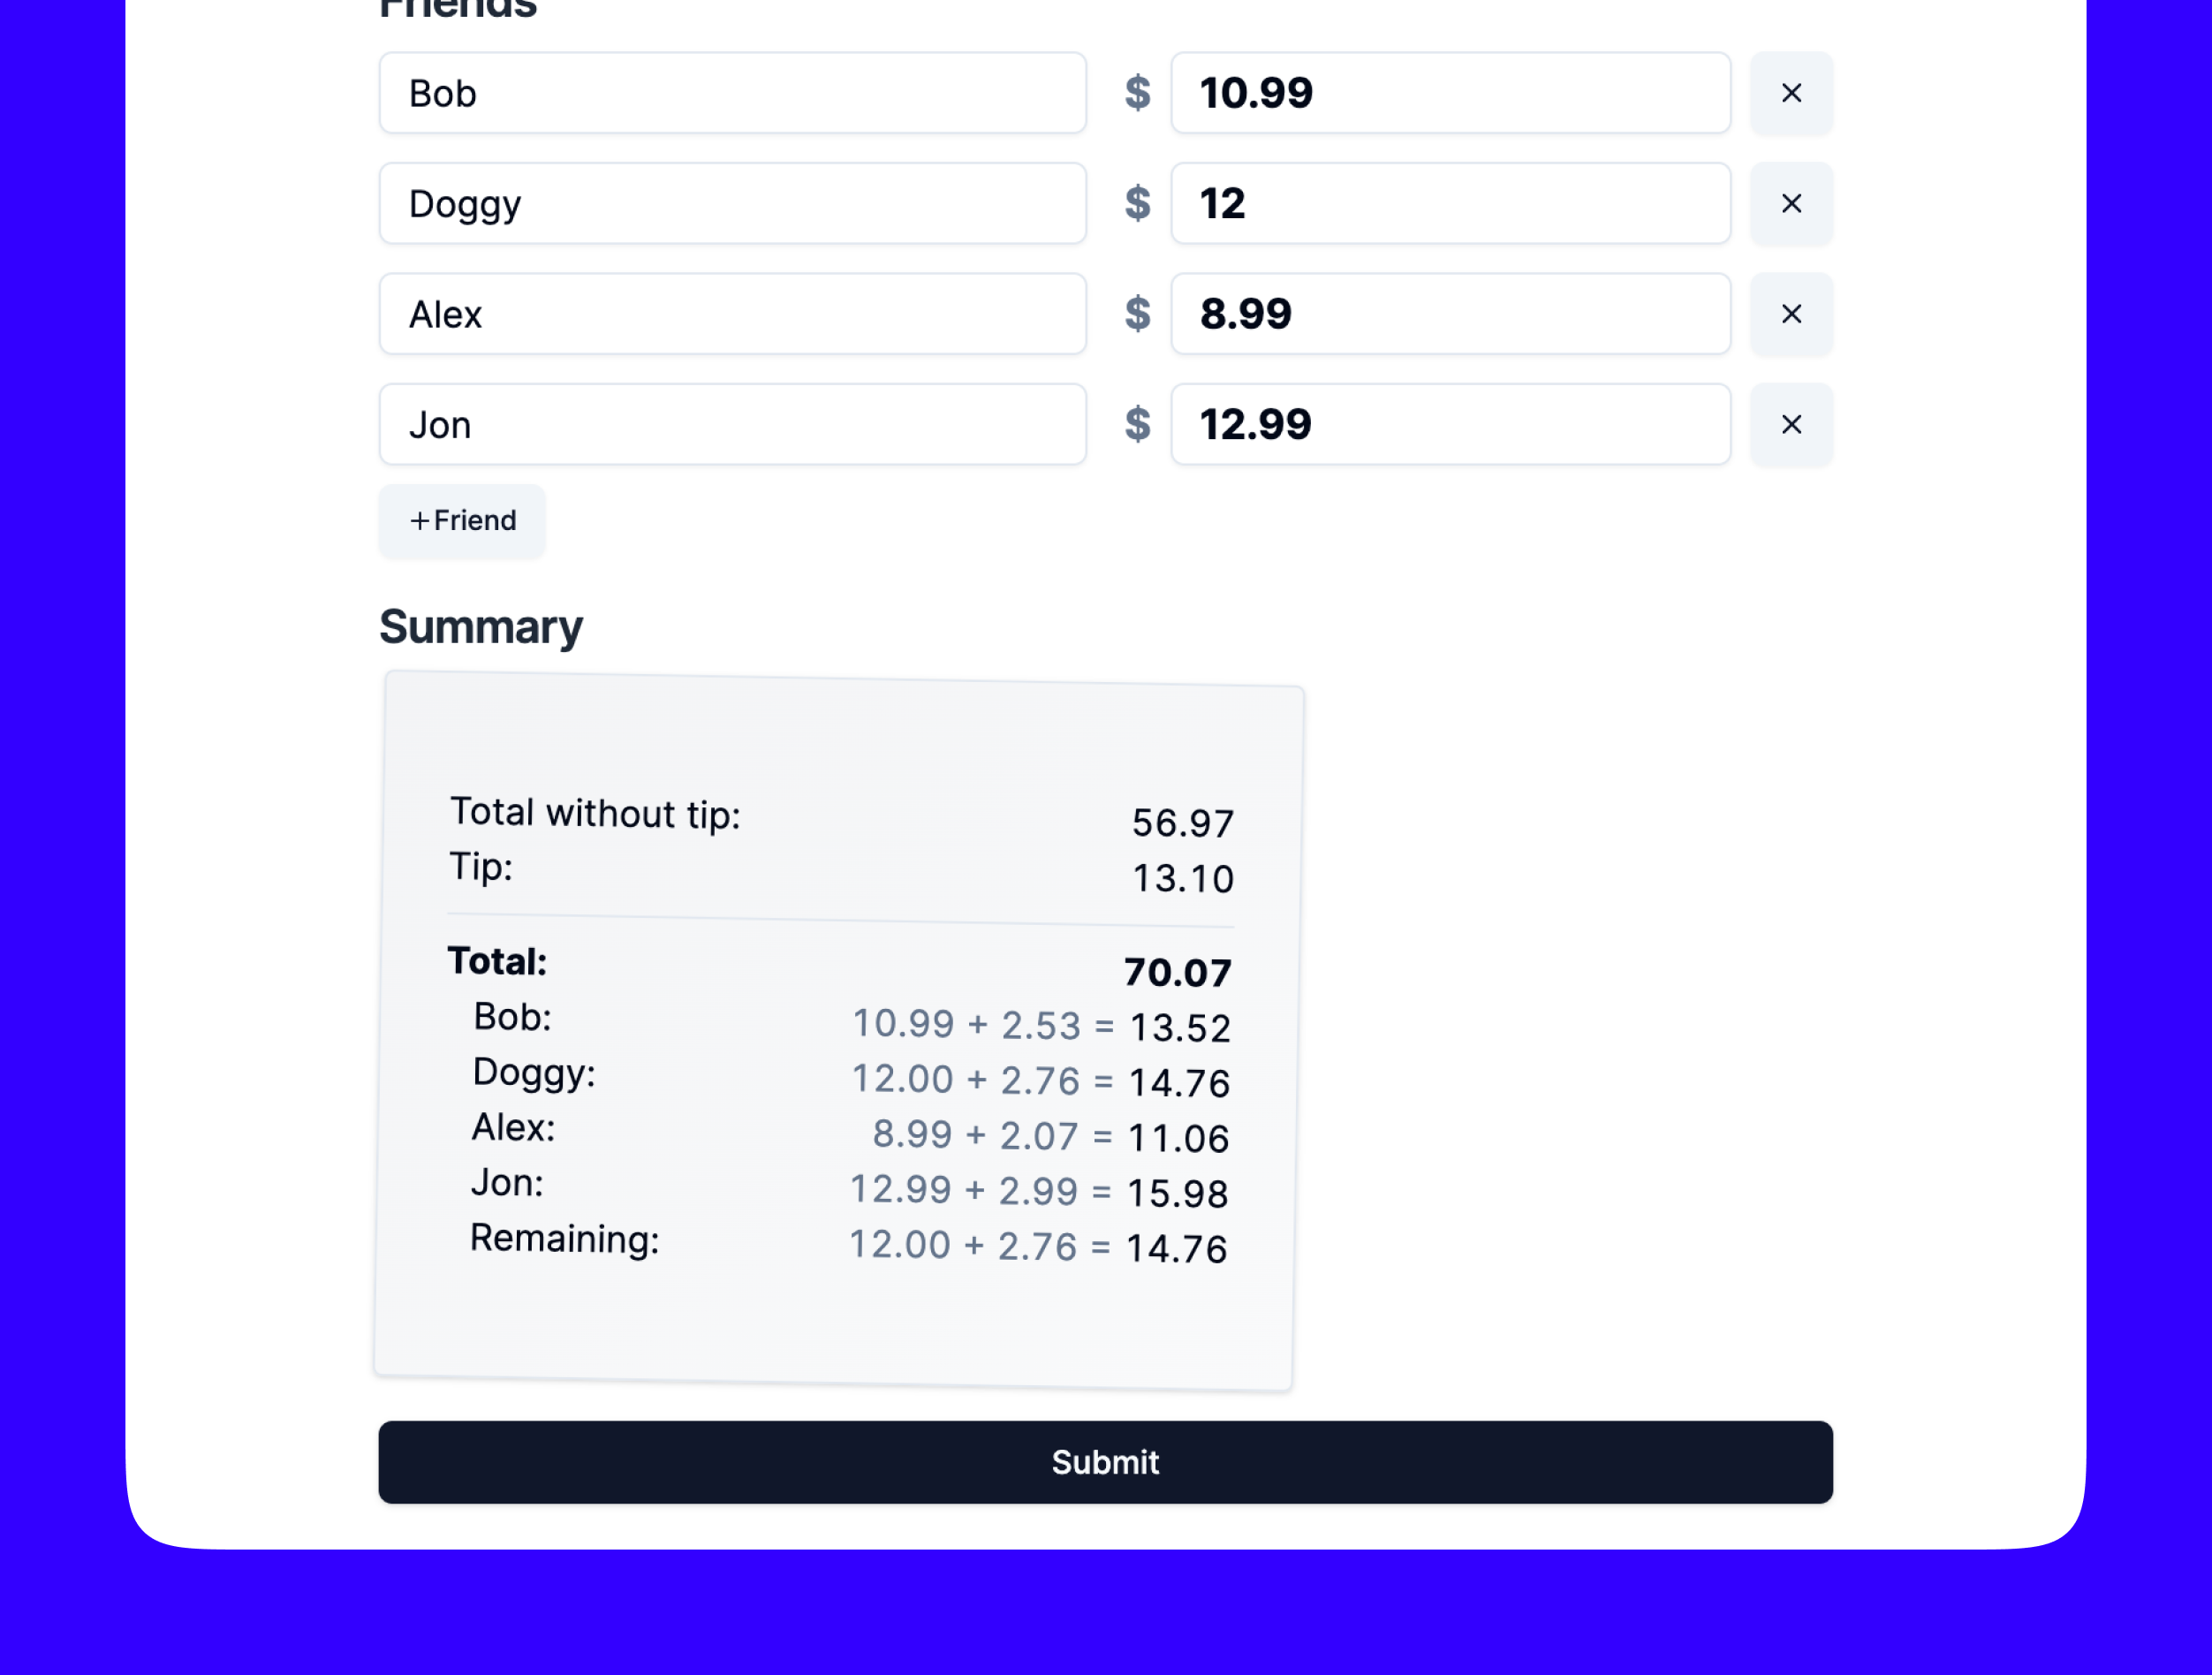 Friends
Bob $ 10.99 ×
Doggy $ 12 ×
Alex $ 8.99 ×
Jon $ 12.99 ×
+Friend
Summary
Total without tip: 56.97
Tip: 13.10
Total: 70.07
Bob: 10.99 + 2.53 = 13.52
Doggy: 12.00 + 2.76 = 14.76
Alex: 8.99 + 2.07 = 11.06
Jon: 12.99 + 2.99 = 15.98
Remaining: 12.00 + 2.76 = 14.76
Submit